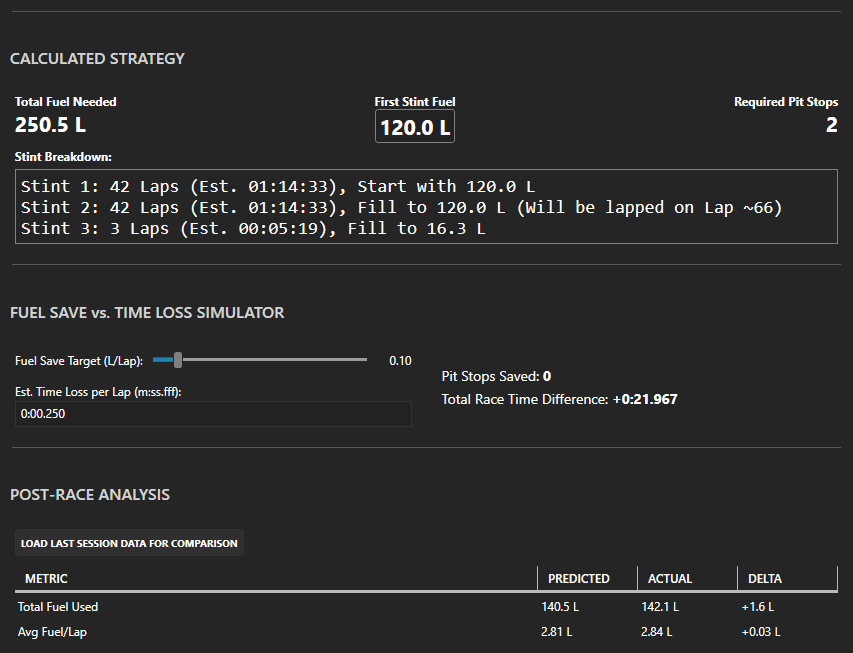 CALCULATED STRATEGY
Total Fuel Needed First Stint Fuel Required Pit Stops
250.5 L 120.0 L 2
Stint Breakdown:
Stint 1: 42 Laps (Est. 01:14:33), Start with 120.0 L
Stint 2: 42 Laps (Est. 01:14:33), Fill to 120.0 L (Will be lapped on Lap ~66)
Stint 3: 3 Laps (Est. 00:05:19), Fill to 16.3 L
FUEL SAVE vs. TIME LOSS SIMULATOR
Fuel Save Target (L/Lap): 0.10
Est. Time Loss per Lap (m:ss.fff):
0:00.250
Pit Stops Saved: 0
Total Race Time Difference: +0:21.967
POST-RACE ANALYSIS
LOAD LAST SESSION DATA FOR COMPARISON
METRIC PREDICTED ACTUAL DELTA
Total Fuel Used 140.5 L 142.1 L +1.6 L
Avg Fuel/Lap 2.81 L 2.84 L +0.03 L